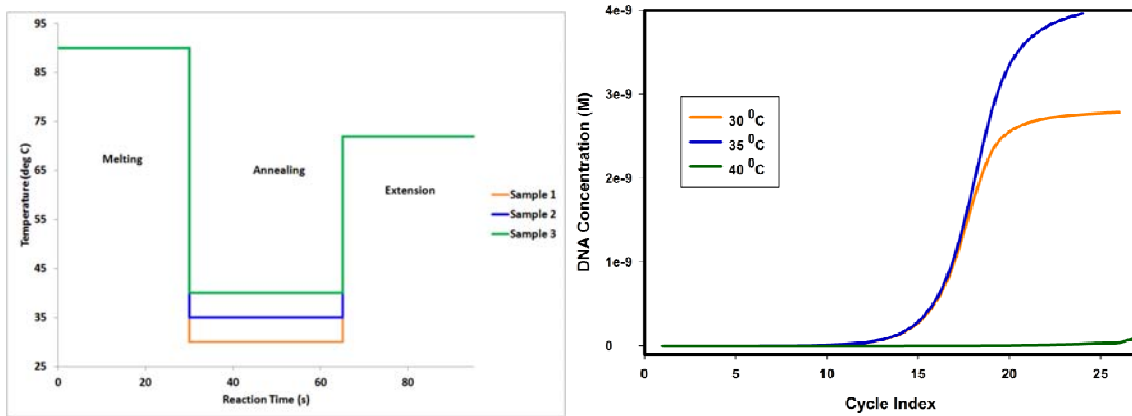 95
85
75
65
55
45
35
25
0
20
40
60
80
Temperature (deg C)
Reaction Time (s)
Melting
Annealing
Extension
Sample 1
Sample 2
Sample 3
4e-9
3e-9
2e-9
1e-9
0
0
5
10
15
20
25
DNA Concentration (M)
Cycle Index
30 ⁰C
35 ⁰C
40 ⁰C